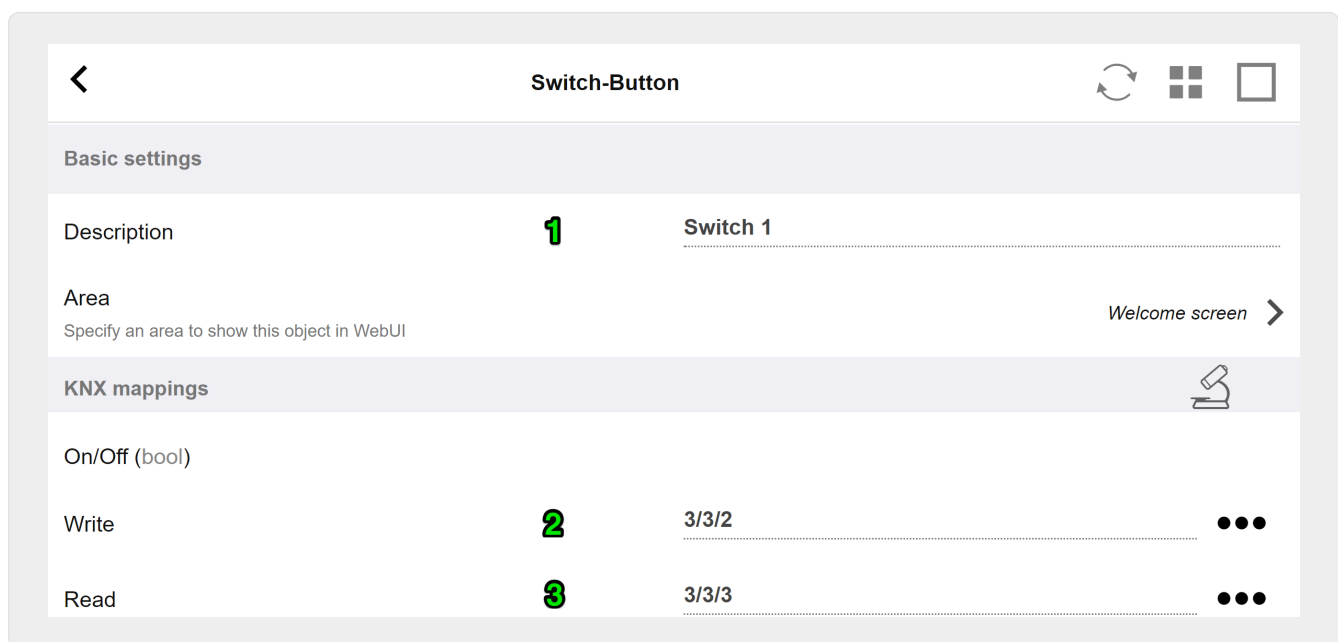 Switch-Button
Basic settings
Description 1 Switch 1
Area
Welcome screen
Specify an area to show this object in WebUI
KNX mappings
On/Off (bool)
Write 2 3/3/2
Read 3 3/3/3